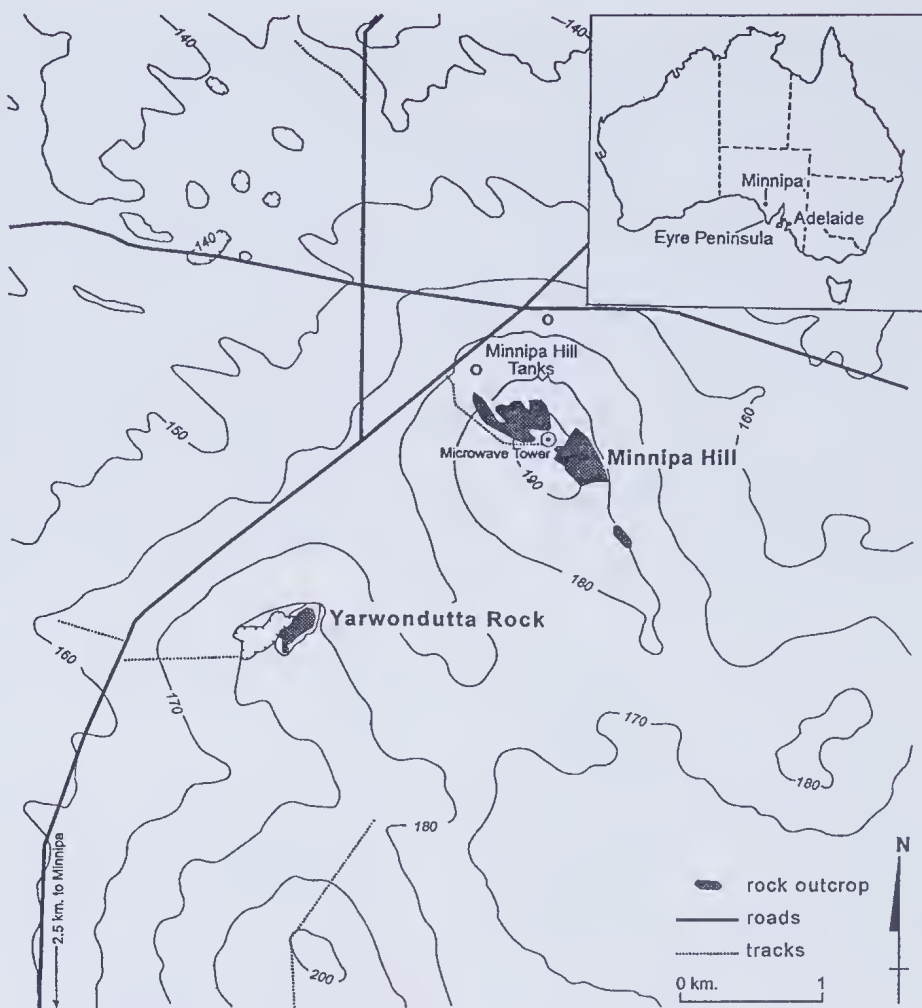 140
140
140
150
160
160
170
180
190
180
170
180
200
Minnipa
Adelaide
Eyre Peninsula
Minnipa Hill
Tanks
Microwave Tower
Minnipa Hill
Yarwondutta Rock
2.5 km. to Minnipa
N
rock outcrop
roads
tracks
0 km. 1